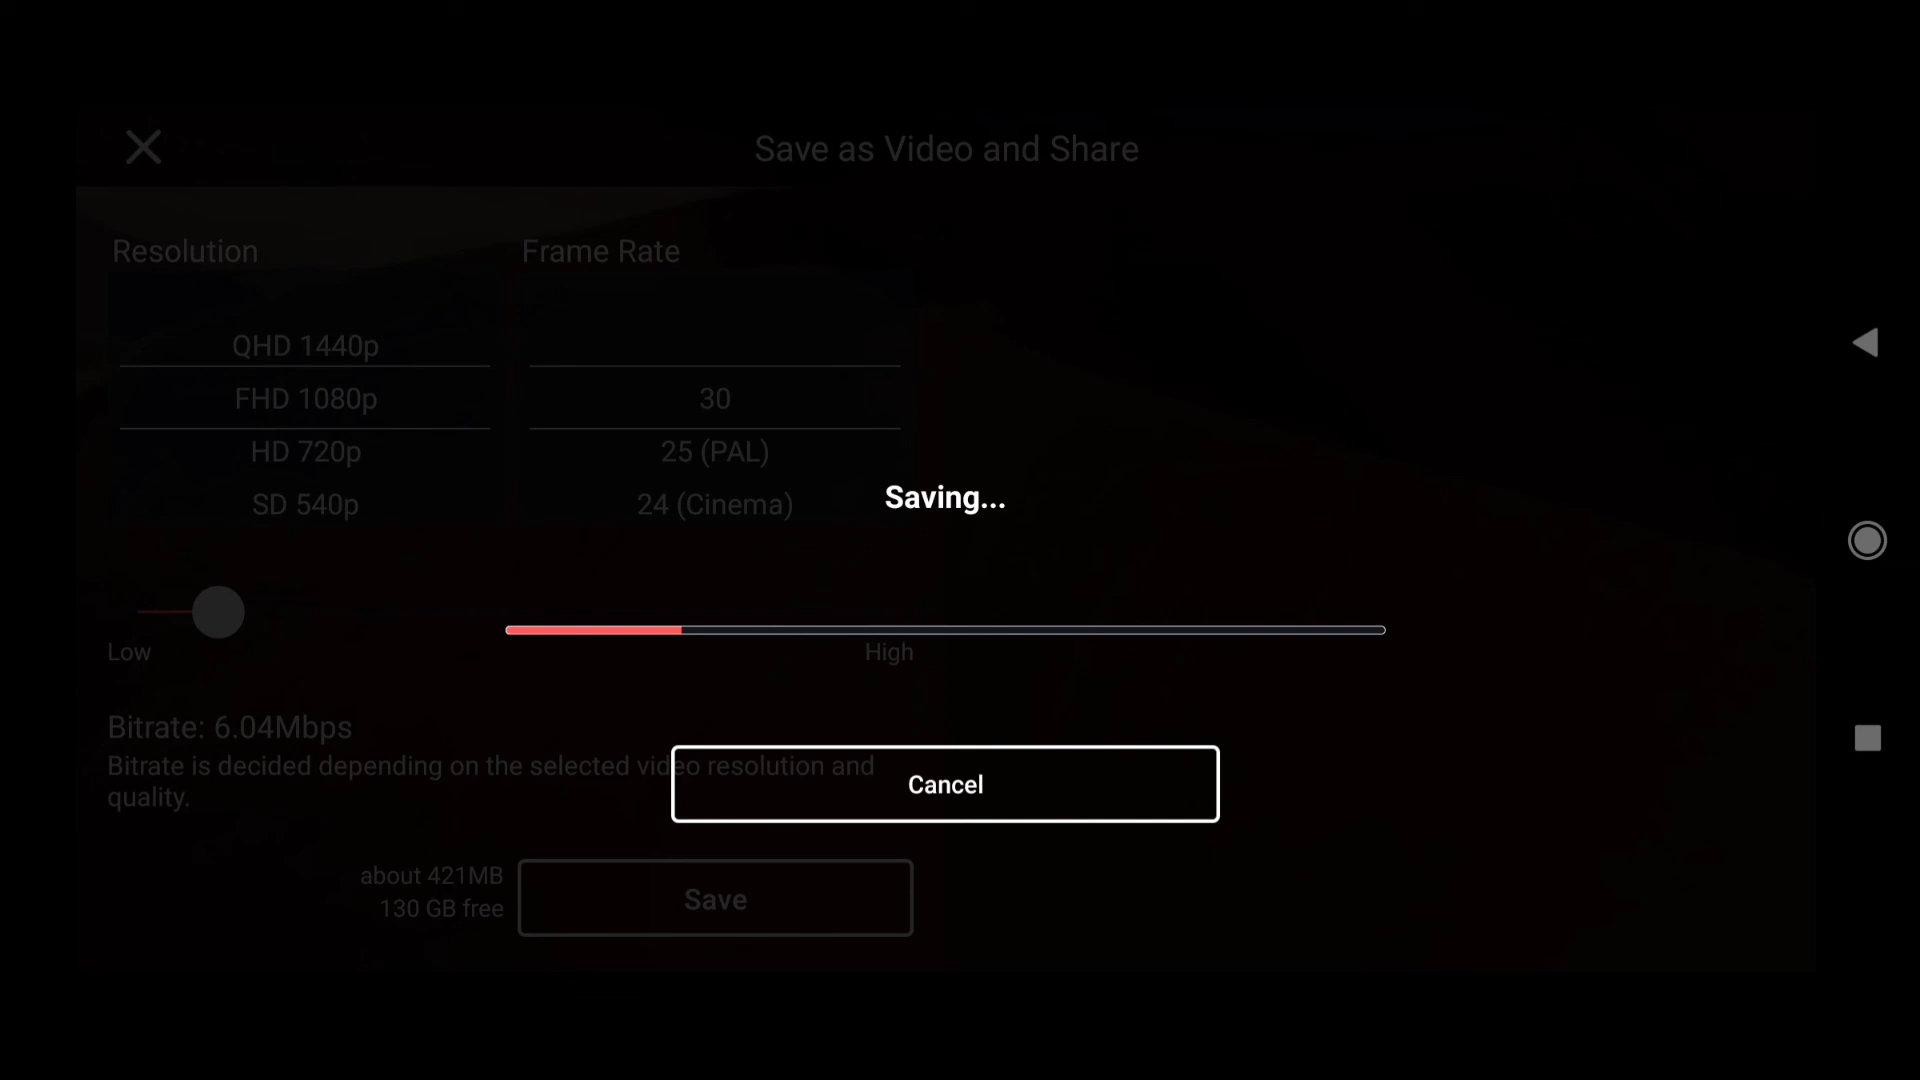 Save as Video and Share
Resolution
Frame Rate
QHD 1440p
FHD 1080p
HD 720p
SD 540p
30
25 (PAL)
24 (Cinema)
Saving...
Low
High
Bitrate: 6.04Mbps
Bitrate is decided depending on the selected video resolution and
quality.
Cancel
about 421MB
130 GB free
Save